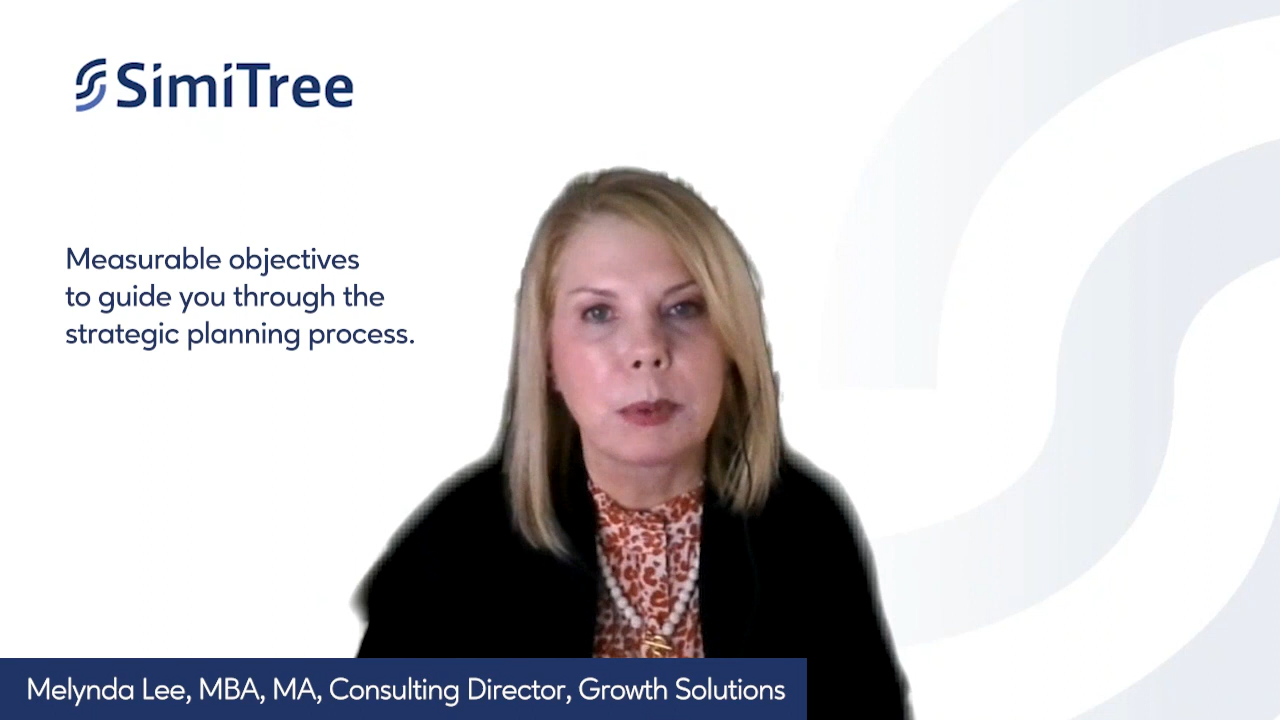 SimiTree
Measurable objectives
to guide you through the
strategic planning process.
Melynda Lee, MBA, MA, Consulting Director, Growth Solutions